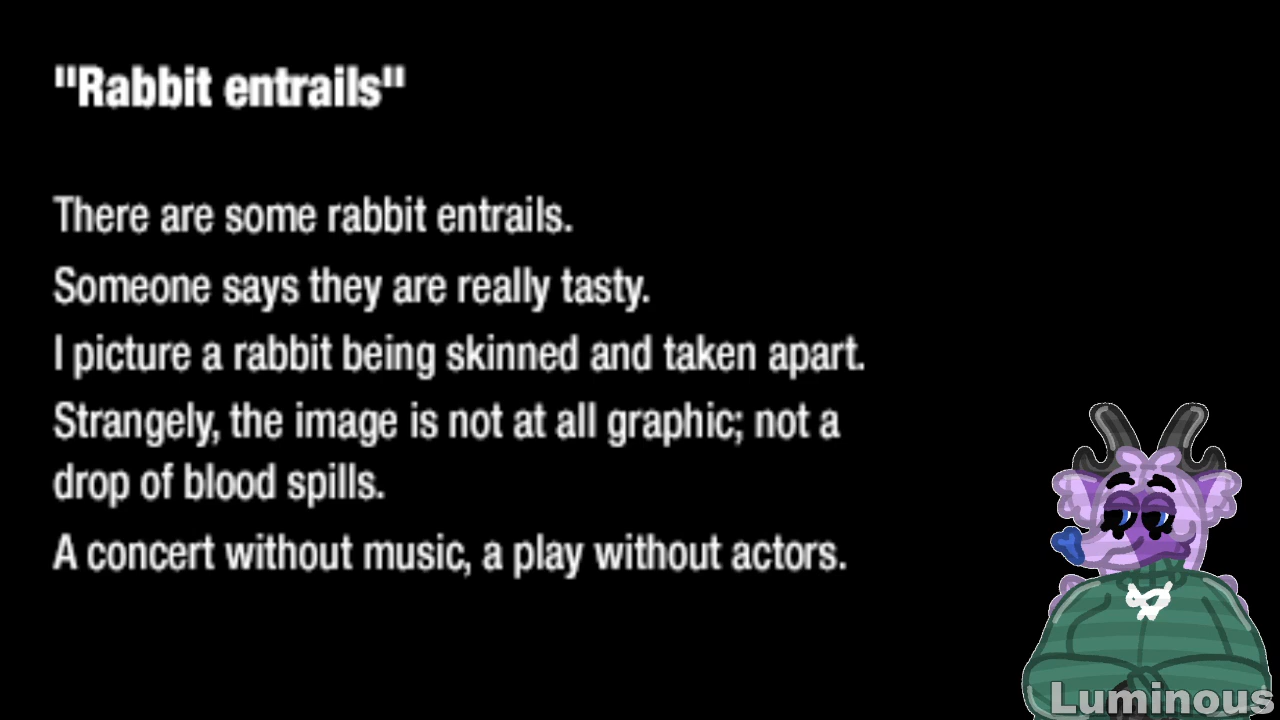 "Rabbit entrails"
There are some rabbit entrails.
Someone says they are really tasty.
I picture a rabbit being skinned and taken apart.
Strangely, the image is not at all graphic; not a
drop of blood spills.
A concert without music, a play without actors.
Luminous